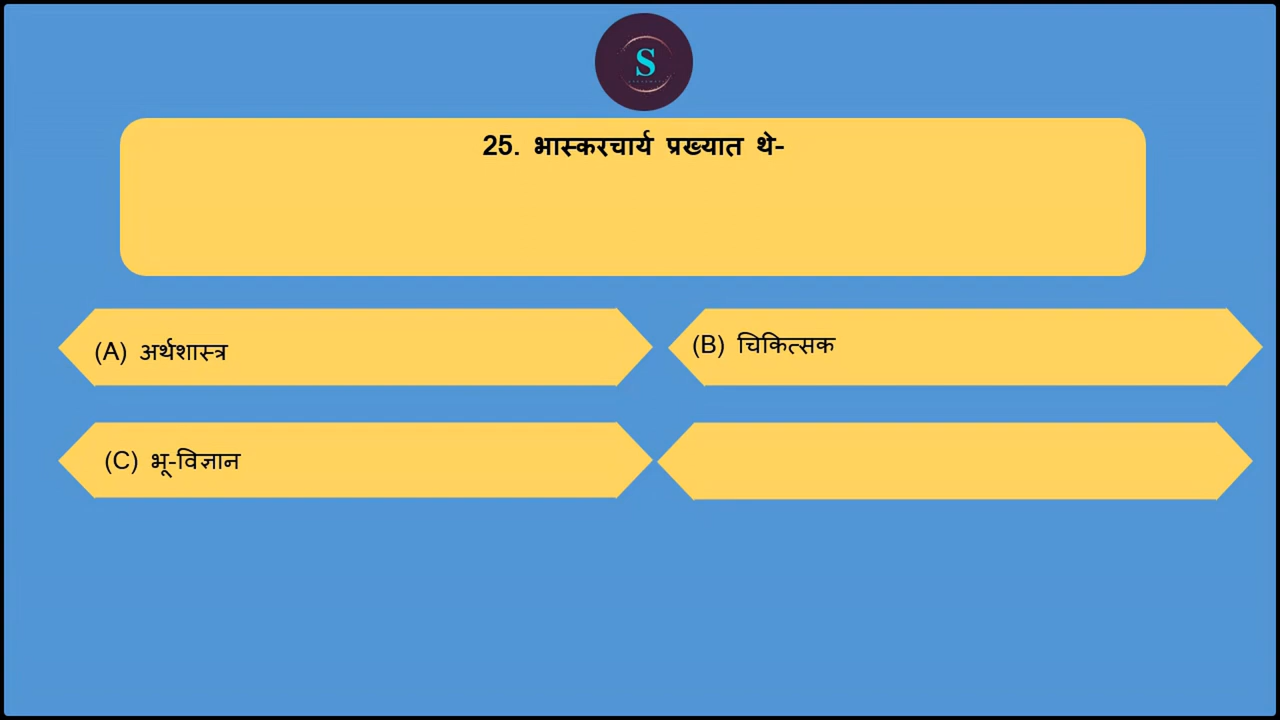 S
25. भास्करचार्य प्रख्यात थे-
(A) अर्थशास्त्र
(B) चिकित्सक
(C) भू-विज्ञान